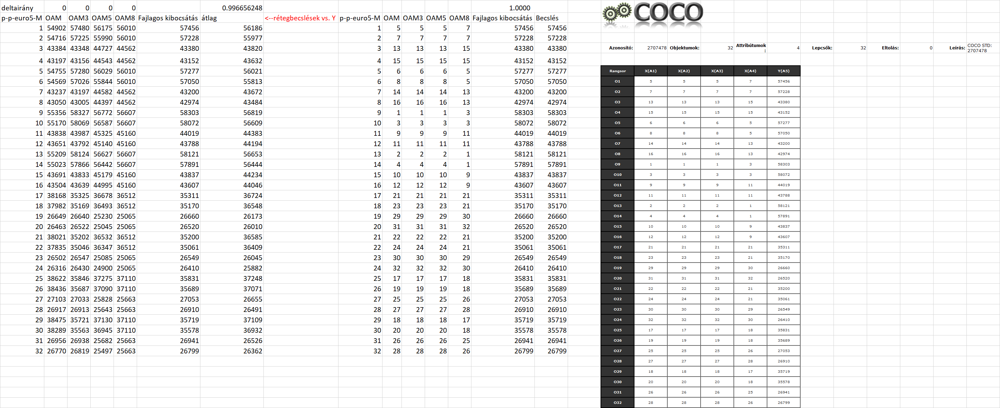 deltairány 0 0 0 0 0.996656248 1.0000 COCO
p-p-euro5-M OAM OAM3 OAM5 OAM8 Fajlagos kibocsátás átlag <--rétegbecslések vs. Y p-p-euro5-M OAM OAM3 OAM5 OAM8 Fajlagos kibocsátás Becslés
1 54902 57480 56175 56010 57456 56186 1 5 5 5 7 57456 57456
2 54716 57225 55990 56010 57228 55977 2 7 7 7 7 57228 57228
3 43384 43348 44727 44562 43380 43820 3 13 13 13 15 43380 43380 Azonosító: 2707478 Objektumok: 32 Attribútumok: 4 Lepcsők: 32 Eltolás: 0 Leírás: COCO STD: 2707478
4 43197 43156 44543 44562 43152 43632 4 15 15 15 15 43152 43152
5 54755 57280 56029 56010 57277 56021 5 6 6 6 5 57277 57277 Rangsor X(A1) X(A2) X(A3) X(A4) Y(A5)
6 54569 57026 55844 56010 57050 55813 6 8 8 8 5 57050 57050 O1 5 5 5 7 57456
7 43237 43197 44582 44562 43200 43672 7 14 14 14 13 43200 43200 O2 7 7 7 7 57228
8 43050 43005 44397 44562 42974 43484 8 16 16 16 13 42974 42974 O3 13 13 13 15 43380
9 55356 58327 56772 56607 58303 56819 9 1 1 1 3 58303 58303 O4 15 15 15 15 43152
10 55170 58069 56587 56607 58072 56609 10 3 3 3 3 58072 58072 O5 6 6 6 5 57277
11 43838 43987 45325 45160 44019 44383 11 9 9 9 11 44019 44019 O6 8 8 8 5 57050
12 43651 43792 45140 45160 43788 44194 12 11 11 11 11 43788 43788 O7 14 14 14 13 43200
13 55209 58124 56627 56607 58121 56653 13 2 2 2 1 58121 58121 O8 16 16 16 13 42974
14 55023 57866 56442 56607 57891 56444 14 4 4 4 1 57891 57891 O9 1 1 1 3 58303
15 43691 43833 45179 45160 43837 44234 15 10 10 10 9 43837 43837 O10 3 3 3 3 58072
16 43504 43639 44995 45160 43607 44046 16 12 12 12 9 43607 43607 O11 9 9 9 11 44019
17 38168 35325 36678 36512 35311 36724 17 21 21 21 21 35311 35311 O12 11 11 11 11 43788
18 37982 35169 36493 36512 35170 36548 18 23 23 23 21 35170 35170 O13 2 2 2 1 58121
19 26649 26640 25230 25065 26660 26173 19 29 29 29 30 26660 26660 O14 4 4 4 1 57891
20 26463 26522 25045 25065 26520 26010 20 31 31 31 32 26520 26520 O15 10 10 10 9 43837
21 38021 35202 36532 36512 35200 36585 21 22 22 22 21 35200 35200 O16 12 12 12 9 43607
22 37835 35046 36347 36512 35061 36409 22 24 24 24 21 35061 35061 O17 21 21 21 21 35311
23 26502 26547 25085 25065 26549 26045 23 30 30 30 29 26549 26549 O18 23 23 23 21 35170
24 26316 26430 24900 25065 26410 25882 24 32 32 32 30 26410 26410 O19 29 29 29 30 26660
25 38622 35846 37275 37110 35831 37248 25 17 17 17 18 35831 35831 O20 31 31 31 32 26520
26 38436 35687 37090 37110 35689 37071 26 19 19 19 18 35689 35689 O21 22 22 22 21 35200
27 27103 27033 25828 25663 27053 26655 27 25 25 25 26 27053 27053 O22 24 24 24 21 35061
28 26917 26913 25643 25663 26910 26491 28 27 27 27 28 26910 26910 O23 30 30 30 29 26549
29 38475 35721 37130 37110 35719 37109 29 18 18 18 17 35719 35719 O24 32 32 32 30 26410
30 38289 35563 36945 37110 35578 36932 30 20 20 20 18 35578 35578 O25 17 17 17 18 35831
31 26956 26938 25682 25663 26941 26526 31 26 26 26 25 26941 26941 O26 19 19 19 18 35689
32 26770 26819 25497 25663 26799 26362 32 28 28 28 26 26799 26799 O27 25 25 25 26 27053
O28 27 27 27 28 26910
O29 18 18 18 17 35719
O30 20 20 20 18 35578
O31 26 26 26 25 26941
O32 28 28 28 26 26799